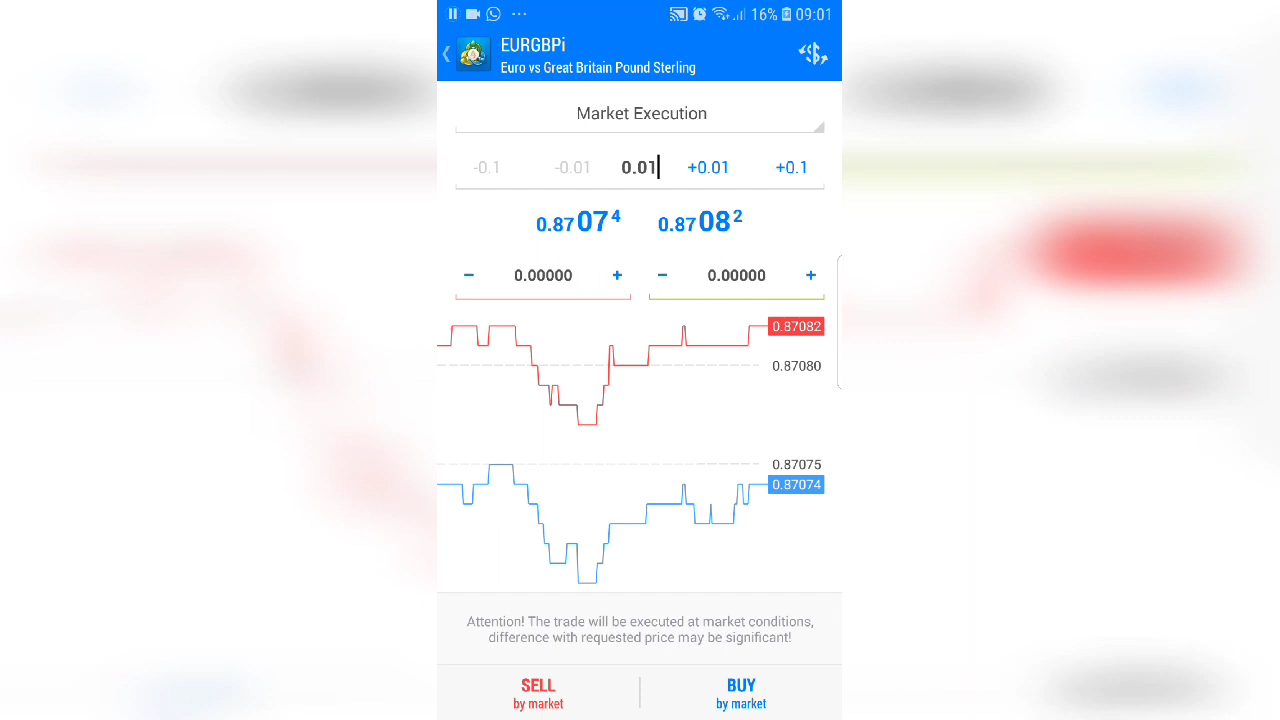 16% 09:01
EURGBPi
Euro vs Great Britain Pound Sterling
Market Execution
-0.1 -0.01 0.01 +0.01 +0.1
0.87074 0.87082
− 0.00000 + − 0.00000 +
0.87082
0.87080
0.87075
0.87074
Attention! The trade will be executed at market conditions,
difference with requested price may be significant!
SELL BUY
by market by market